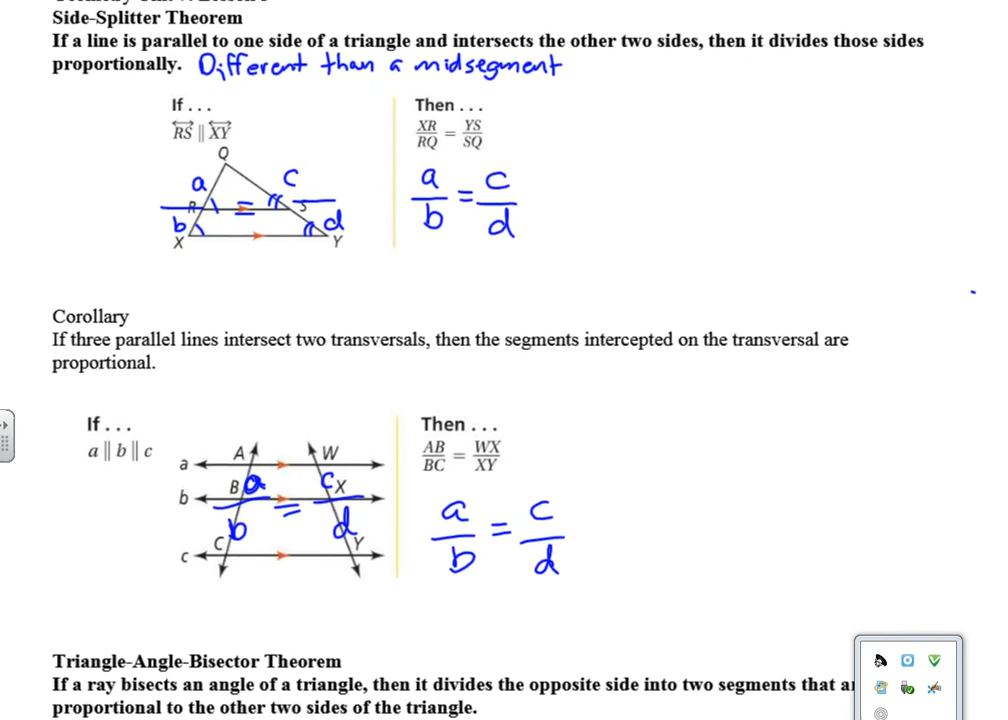 Side-Splitter Theorem
If a line is parallel to one side of a triangle and intersects the other two sides, then it divides those sides
proportionally. Different than a midsegment
If . . .
Then . . .
RS || XY
XR/RQ = YS/SQ
Q
a
c
R
S
b
d
X
Y
a/b = c/d
Corollary
If three parallel lines intersect two transversals, then the segments intercepted on the transversal are
proportional.
If . . .
Then . . .
a || b || c
AB/BC = WX/XY
a
A
W
b
B
a
c
X
b
d
c
C
Y
a/b = c/d
Triangle-Angle-Bisector Theorem
If a ray bisects an angle of a triangle, then it divides the opposite side into two segments that
proportional to the other two sides of the triangle.